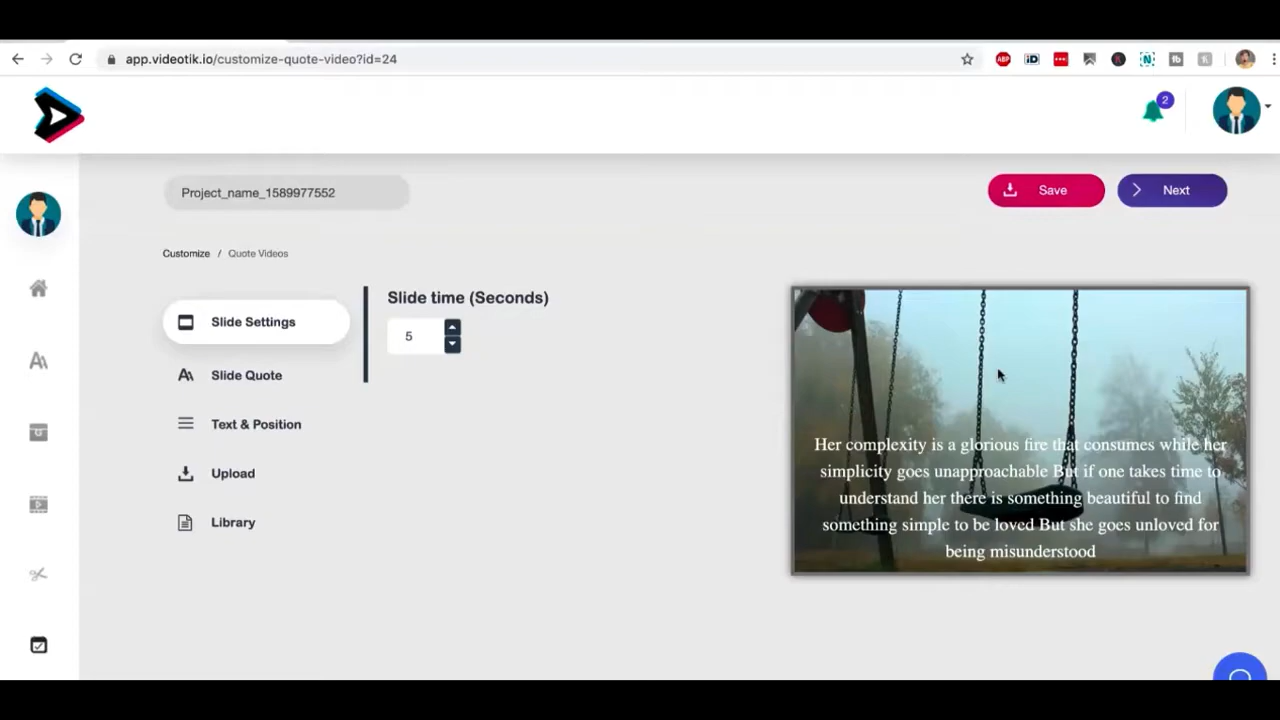 app.videotik.io/customize-quote-video?id=24
ABP
iD
N
2
Project_name_1589977552
Save
Next
Customize / Quote Videos
Slide Settings
Slide time (Seconds)
5
Slide Quote
Text & Position
Upload
Library
Her complexity is a glorious fire that consumes while her
simplicity goes unapproachable But if one takes time to
understand her there is something beautiful to find
something simple to be loved But she goes unloved for
being misunderstood